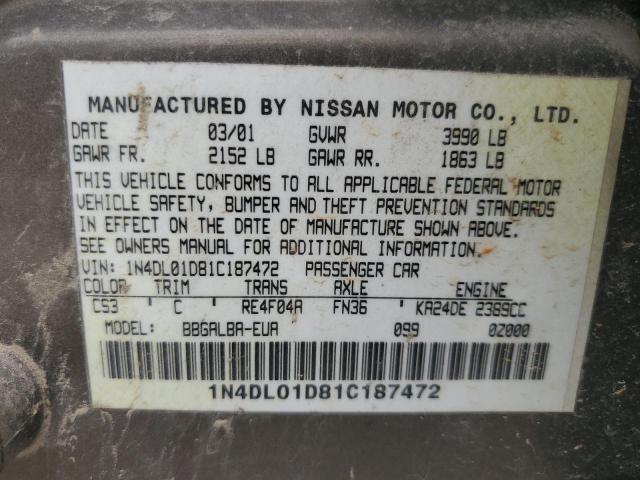 MANUFACTURED BY NISSAN MOTOR CO., LTD.
DATE 03/01 GVWR 3990 LB
GAWR FR. 2152 LB GAWR RR. 1863 LB
THIS VEHICLE CONFORMS TO ALL APPLICABLE FEDERAL MOTOR
VEHICLE SAFETY, BUMPER AND THEFT PREVENTION STANDARDS
IN EFFECT ON THE DATE OF MANUFACTURE SHOWN ABOVE.
SEE OWNERS MANUAL FOR ADDITIONAL INFORMATION.
VIN: 1N4DL01D81C187472 PASSENGER CAR
COLOR TRIM TRANS AXLE ENGINE
CS3 C RE4F04A FN36 KA24DE 2389CC
MODEL: BBGALBA-EUA 099 0Z000
1N4DL01D81C187472